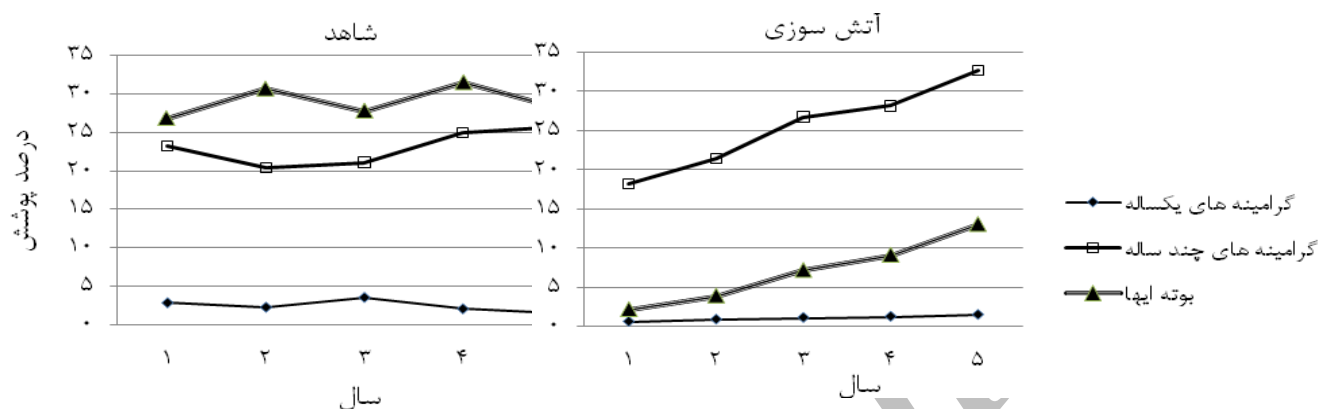 شاهد
۳۵
۳۰
۲۵
۲۰
۱۵
۱۰
۵
۰
درصد پوشش
۱ ۲ ۳ ۴
سال
آتش سوزی
۳۵
۳۰
۲۵
۲۰
۱۵
۱۰
۵
۰
۱ ۲ ۳ ۴ ۵
سال
گرامینه های یکساله
گرامینه های چند ساله
بوته ایها